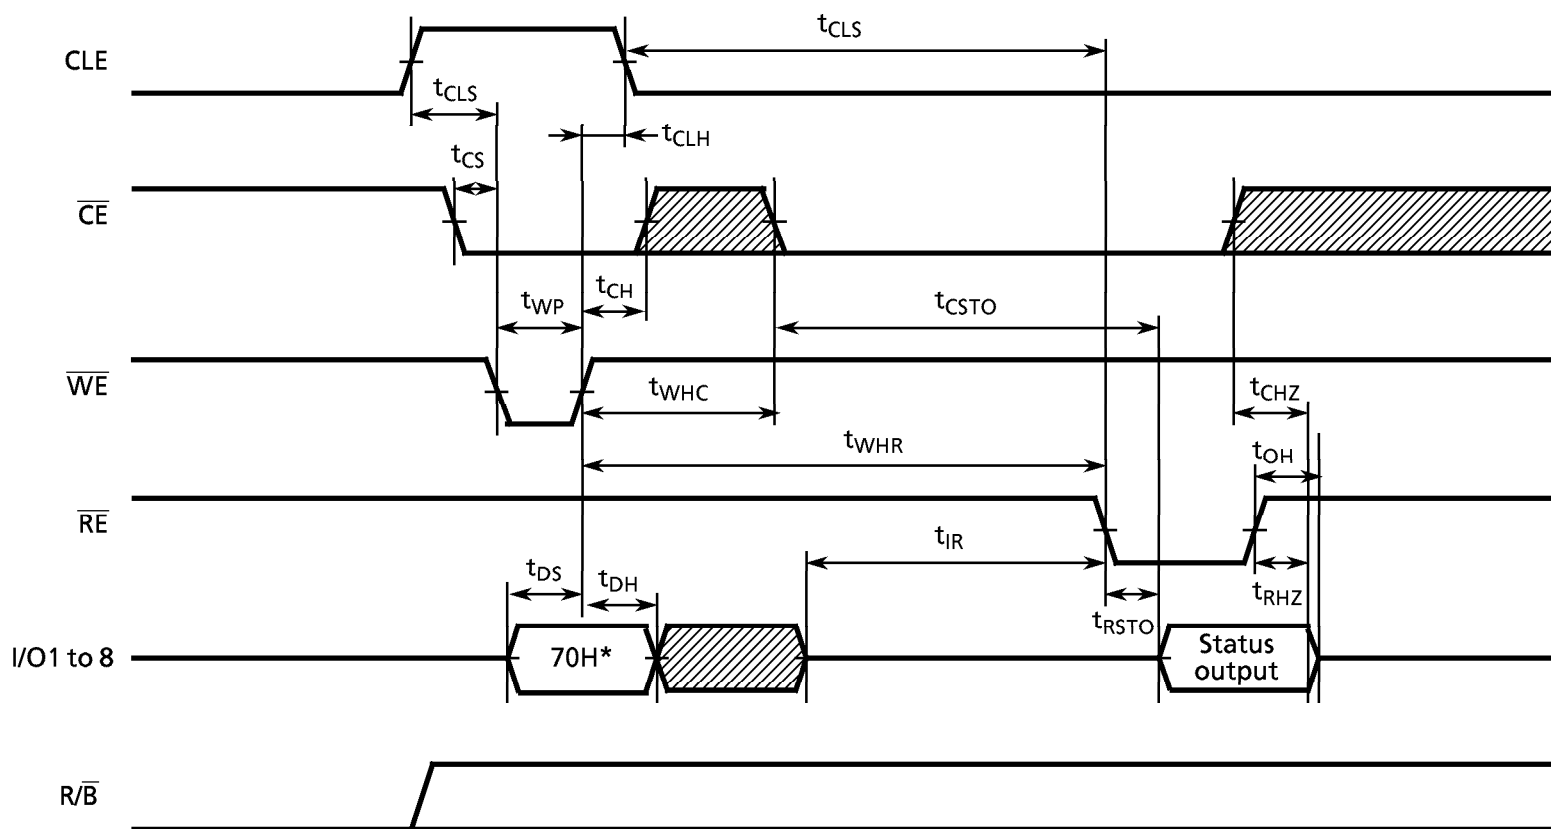 tCLS
CLE
tCLS
tCLH
tCS
CE
tCH
tWP
tCSTO
WE
tWHC
tCHZ
tWHR
tOH
RE
tIR
tDS
tDH
tRHZ
tRSTO
I/O1 to 8
70H*
Status
output
R/B